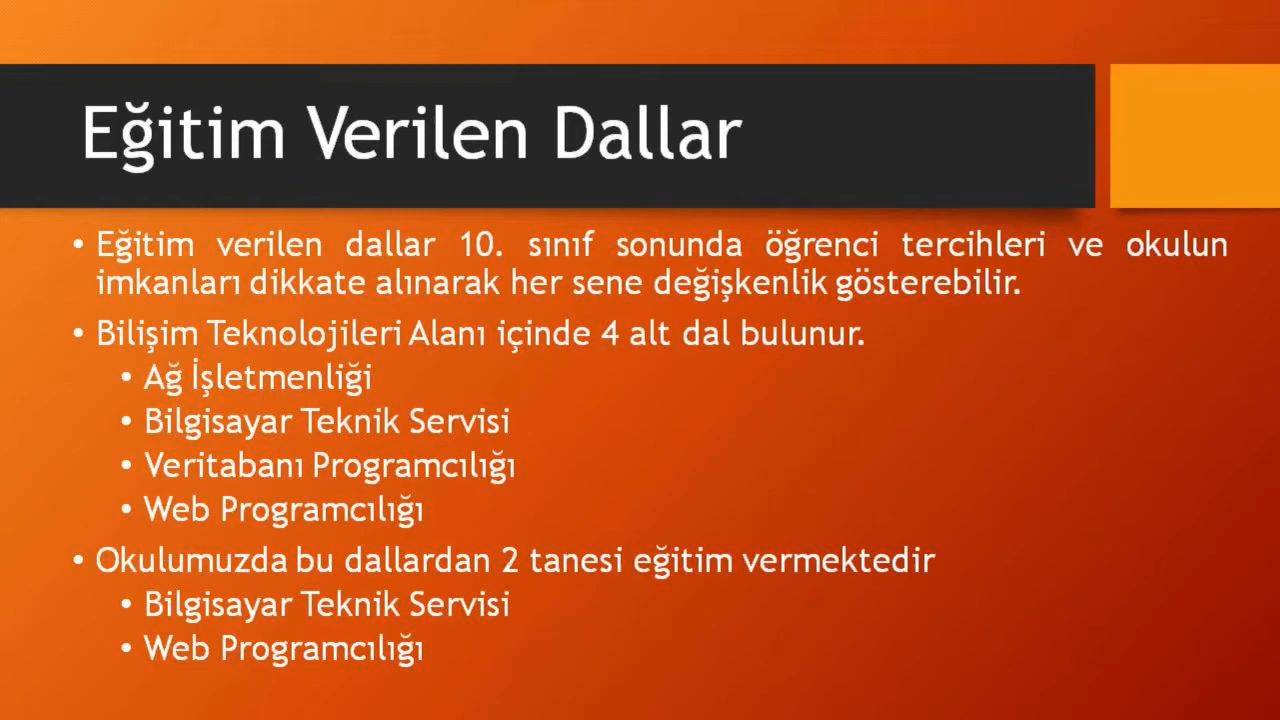 Eğitim Verilen Dallar
• Eğitim verilen dallar 10. sınıf sonunda öğrenci tercihleri ve okulun
imkanları dikkate alınarak her sene değişkenlik gösterebilir.
• Bilişim Teknolojileri Alanı içinde 4 alt dal bulunur.
• Ağ İşletmenliği
• Bilgisayar Teknik Servisi
• Veritabanı Programcılığı
• Web Programcılığı
• Okulumuzda bu dallardan 2 tanesi eğitim vermektedir
• Bilgisayar Teknik Servisi
• Web Programcılığı